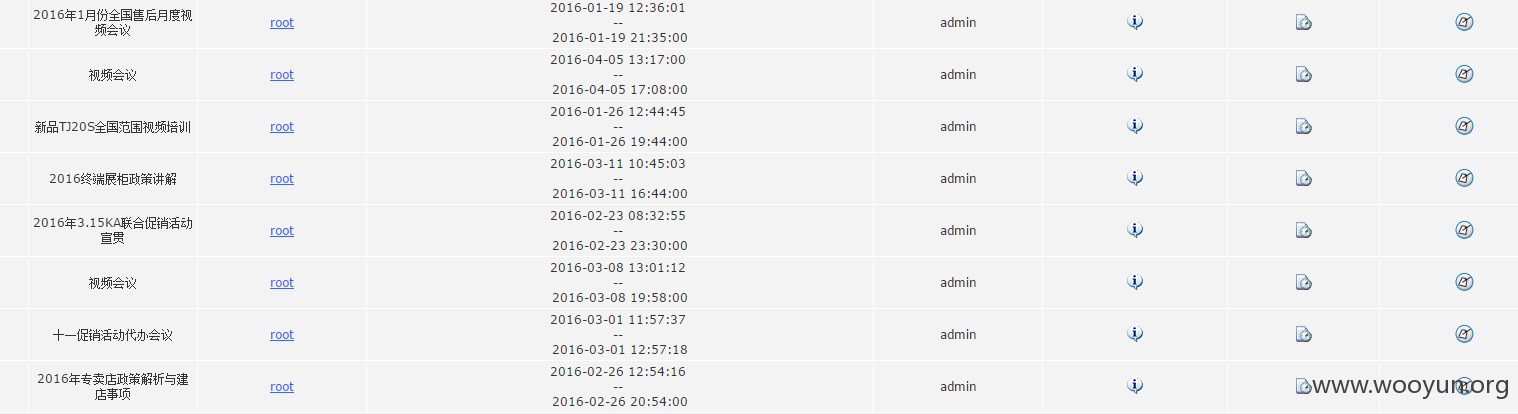 2016年1月份全国售后月度视
频会议
root
2016-01-19 12:36:01
--
2016-01-19 21:35:00
admin
视频会议
root
2016-04-05 13:17:00
--
2016-04-05 17:08:00
admin
新品TJ20S全国范围视频培训
root
2016-01-26 12:44:45
--
2016-01-26 19:44:00
admin
2016终端展柜政策讲解
root
2016-03-11 10:45:03
--
2016-03-11 16:44:00
admin
2016年3.15KA联合促销活动
宣贯
root
2016-02-23 08:32:55
--
2016-02-23 23:30:00
admin
视频会议
root
2016-03-08 13:01:12
--
2016-03-08 19:58:00
admin
十一促销活动代办会议
root
2016-03-01 11:57:37
--
2016-03-01 12:57:18
admin
2016年专卖店政策解析与建
店事项
root
2016-02-26 12:54:16
--
2016-02-26 20:54:00
admin
www.wooyun.org